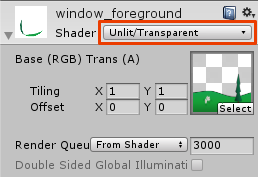 window_foreground
Shader Unlit/Transparent
Base (RGB) Trans (A)
Tiling X 1 Y 1
Offset X 0 Y 0
Select
Render Queu From Shader 3000
Double Sided Global Illuminati